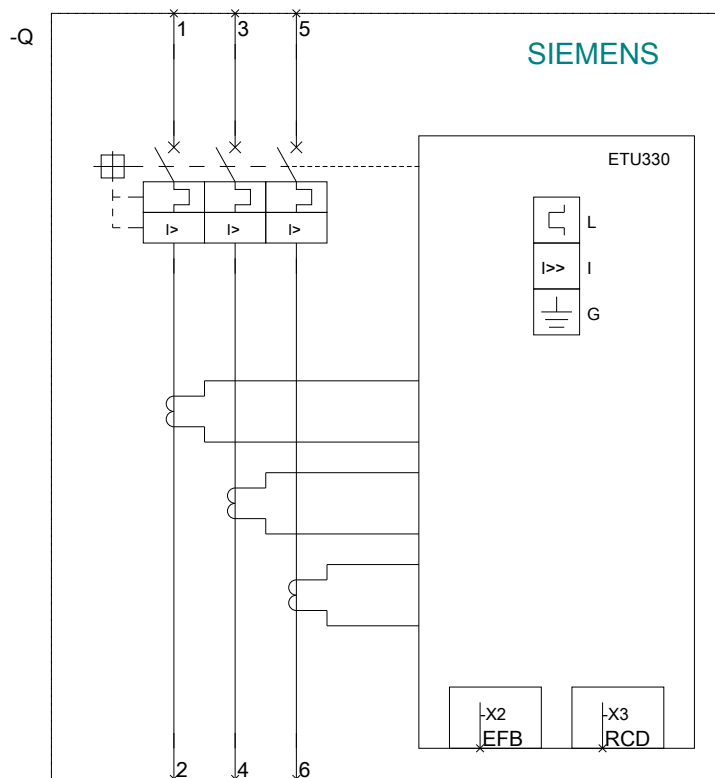 1 3 5
-Q
SIEMENS
ETU330
L
I> I> I>
I>> I
G
-X2 -X3
EFB RCD
2 4 6